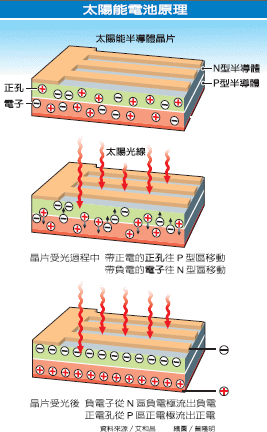 太陽能電池原理
太陽能半導體晶片
N型半導體
P型半導體
正孔
電子
太陽光線
晶片受光過程中 帶正電的正孔往P型區移動
帶負電的電子往N型區移動
晶片受光後 負電子從N區負電極流出負電
正電孔從P區正電極流出正電
資料來源/艾和昌 繪圖/